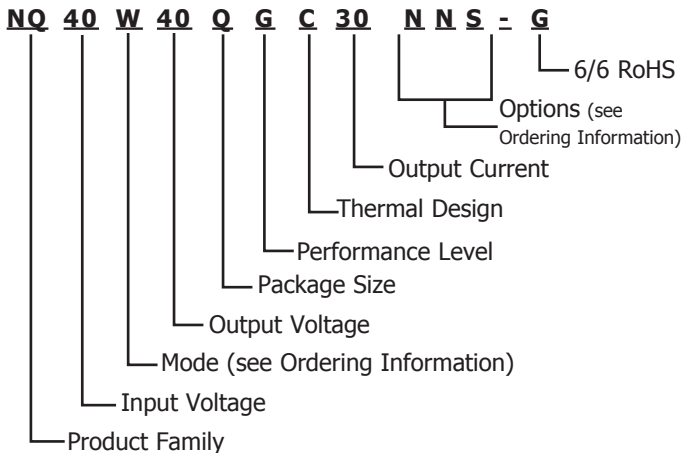 NQ 40 W 40 Q G C 30 N N S - G
6/6 RoHS
Options (see
Ordering Information)
Output Current
Thermal Design
Performance Level
Package Size
Output Voltage
Mode (see Ordering Information)
Input Voltage
Product Family